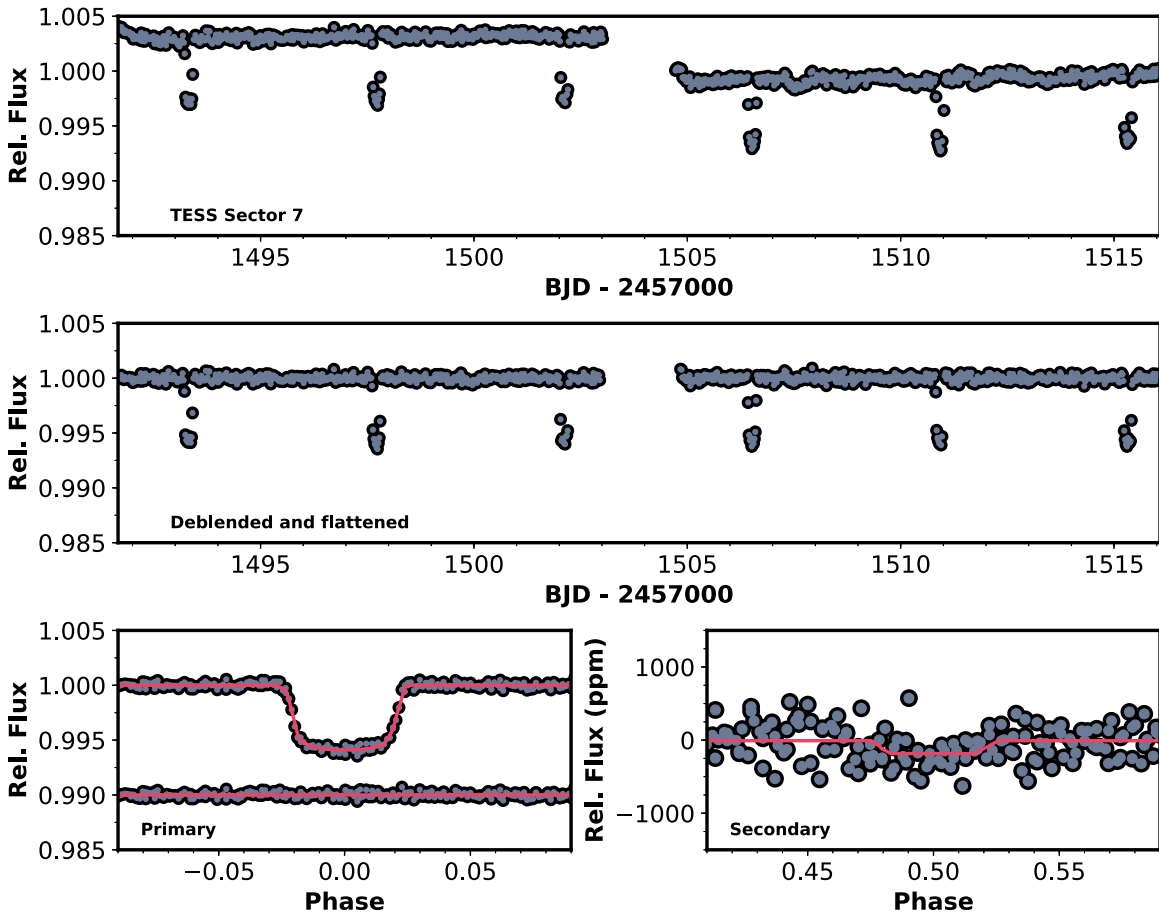 1.005
1.000
0.995
0.990
0.985
Rel. Flux
TESS Sector 7
1495 1500 1505 1510 1515
BJD - 2457000
1.005
1.000
0.995
0.990
0.985
Rel. Flux
Deblended and flattened
1495 1500 1505 1510 1515
BJD - 2457000
1.005
1.000
0.995
0.990
0.985
Rel. Flux
Primary
−0.05 0.00 0.05
Phase
1000
0
−1000
Rel. Flux (ppm)
Secondary
0.45 0.50 0.55
Phase